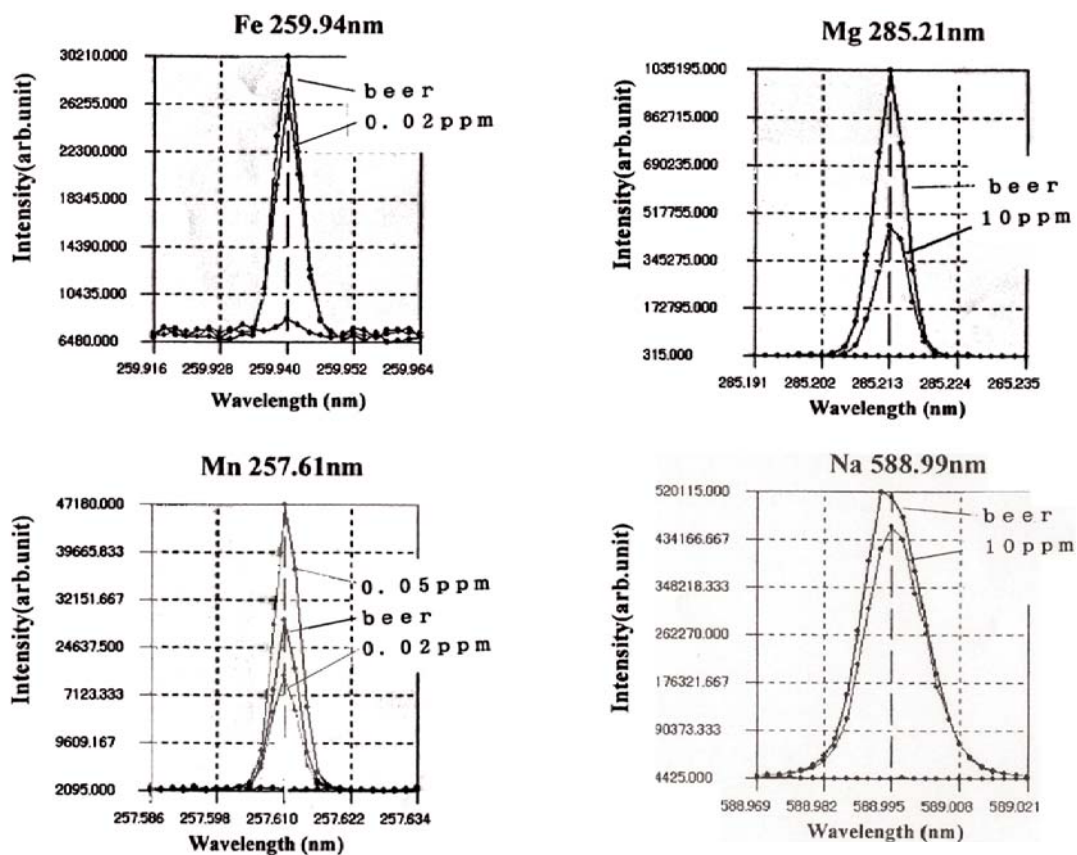 Fe 259.94nm
30210.000
26255.000
22300.000
18345.000
14390.000
10435.000
6480.000
Intensity(arb.unit)
beer
0.02ppm
259.916 259.928 259.940 259.952 259.964
Wavelength (nm)
Mg 285.21nm
1035195.000
862715.000
690235.000
517755.000
345275.000
172795.000
315.000
Intensity(arb.unit)
beer
10ppm
285.191 285.202 285.213 285.224 285.235
Wavelength (nm)
Mn 257.61nm
47180.000
39665.833
32151.667
24637.500
7123.333
9609.167
2095.000
Intensity(arb.unit)
0.05ppm
beer
0.02ppm
257.586 257.598 257.610 257.622 257.634
Wavelength (nm)
Na 588.99nm
520115.000
434166.667
348218.333
262270.000
176321.667
90373.333
4425.000
Intensity(arb.unit)
beer
10ppm
588.969 588.982 588.995 589.008 589.021
Wavelength (nm)